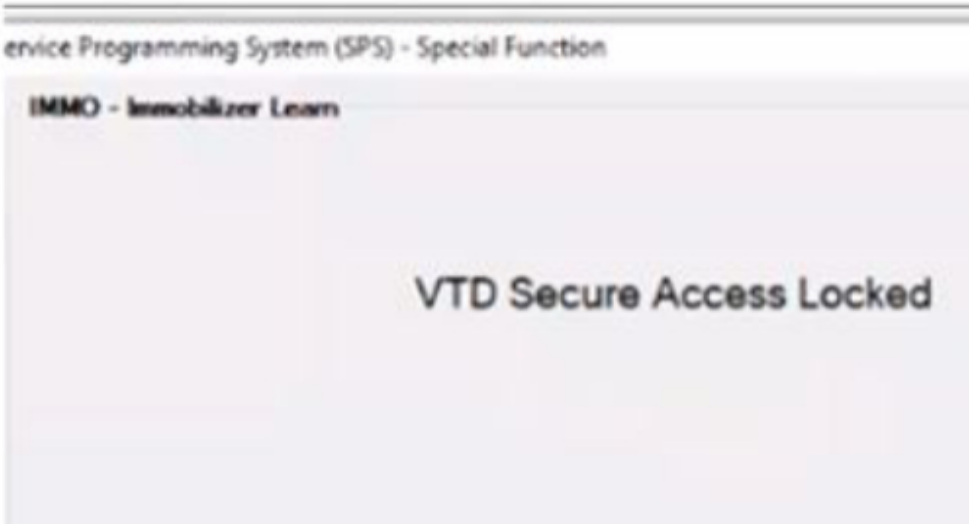 ervice Programming System (SPS) - Special Function
IMMO - Immobilizer Learn
VTD Secure Access Locked